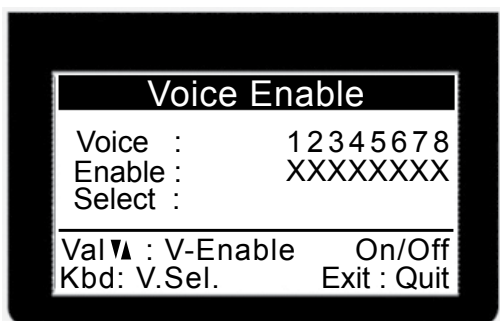 Voice Enable
Voice : 12345678
Enable : XXXXXXXX
Select :
Val▼▲ : V-Enable On/Off
Kbd: V.Sel. Exit : Quit